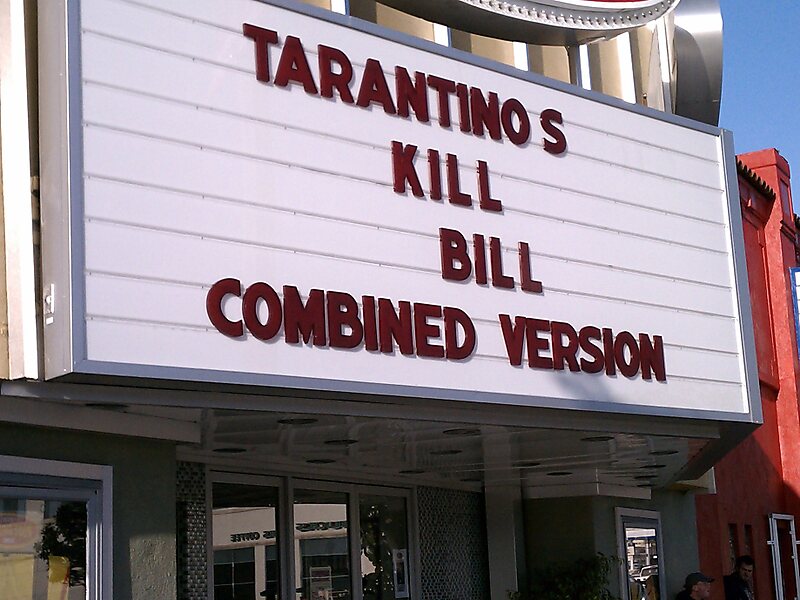 TARANTINO S
KILL
BILL
COMBINED VERSION